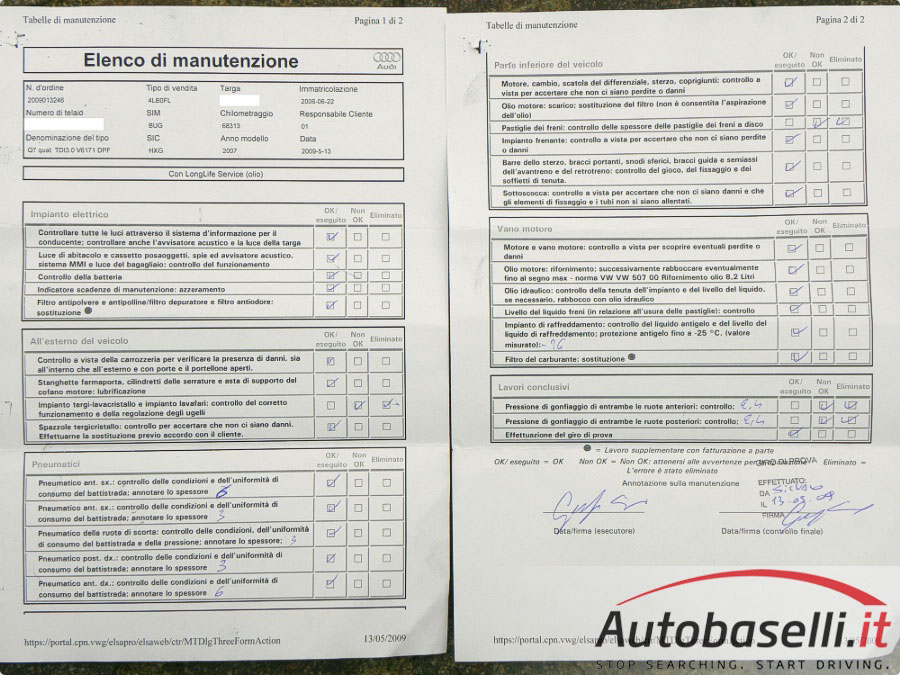 Tabelle di manutenzione
Pagina 1 di 2
Elenco di manutenzione
Audi
N. d'ordine
Tipo di vendita
Targa
Immatricolazione
2009013246
4LB0FL
2006-06-22
Numero di telaio
SIM
Chilometraggio
Responsabile Cliente
BUG
68313
01
Denominazione del tipo
SIC
Anno modello
Data
Q7 quat. TDI3.0 V6171 DPF
HXG
2007
2009-5-13
Con LongLife Service (olio)
Impianto elettrico
OK/ eseguito
Non OK
Eliminato
Controllare tutte le luci attraverso il sistema d'informazione per il
conducente; controllare anche l'avvisatore acustico e la luce della targa
Luce di abitacolo e cassetto posaoggetti, spie ed avvisatore acustico,
sistema MMI e luce del bagagliaio: controllo del funzionamento
Controllo della batteria
Indicatore scadenze di manutenzione: azzeramento
Filtro antipolvere e antipolline/filtro depuratore e filtro antiodore:
sostituzione
All'esterno del veicolo
OK/ eseguito
Non OK
Eliminato
Controllo a vista della carrozzeria per verificare la presenza di danni, sia
all'interno che all'esterno e con porte e il portellone aperti.
Stanghette fermaporta, cilindretti delle serrature e asta di supporto del
cofano motore: lubrificazione
Impianto tergi-lavacristallo e impianto lavafari: controllo del corretto
funzionamento e della regolazione degli ugelli
Spazzole tergicristallo: controllo per accertare che non ci siano danni.
Effettuarne la sostituzione previo accordo con il cliente.
Pneumatici
OK/ eseguito
Non OK
Eliminato
Pneumatico ant. sx.: controllo delle condizioni e dell'uniformità di
consumo del battistrada; annotare lo spessore 6
Pneumatico ant. sx.: controllo delle condizioni e dell'uniformità di
consumo del battistrada; annotare lo spessore 3
Pneumatico della ruota di scorta: controllo delle condizioni, dell'uniformità
di consumo del battistrada e della pressione; annotare lo spessore; 3
Pneumatico post. dx.: controllo delle condizioni e dell'uniformità di
consumo del battistrada; annotare lo spessore 3
Pneumatico ant. dx.: controllo delle condizioni e dell'uniformità di
consumo del battistrada; annotare lo spessore 6
https://portal.cpn.vwg/elsapro/elsaweb/ctr/MTDlgThreeFormAction
13/05/2009
Tabelle di manutenzione
Pagina 2 di 2
Parte inferiore del veicolo
OK/ eseguito
Non OK
Eliminato
Motore, cambio, scatola del differenziale, sterzo, coprigiunti: controllo a
vista per accertare che non ci siano perdite o danni
Olio motore: scarico; sostituzione del filtro (non è consentita l'aspirazione
dell'olio)
Pastiglie dei freni: controllo delle spessore delle pastiglie dei freni a disco
Impianto frenante: controllo a vista per accertare che non ci siano perdite
o danni
Barre dello sterzo, bracci portanti, snodi sferici, bracci guida e semiassi
dell'avantreno e del retrotreno: controllo del gioco, del fissaggio e dei
soffietti di tenuta.
Sottoscocca: controllo a vista per accertare che non ci siano danni e che
gli elementi di fissaggio e i tubi non si siano allentati.
Vano motore
OK/ eseguito
Non OK
Eliminato
Motore e vano motore: controllo a vista per scoprire eventuali perdite o
danni
Olio motore: rifornimento; successivamente rabboccare eventualmente
fino al segno max - norma VW VW 507 00 Rifornimento olio 8,2 Litri
Olio idraulico: controllo della tenuta dell'impianto e del livello del liquido,
se necessario, rabbocco con olio idraulico
Livello del liquido freni (in relazione all'usura delle pastiglie): controllo
Impianto di raffreddamento: controllo del liquido antigelo e del livello del
liquido di raffreddamento; protezione antigelo fino a -25 °C. (valore
misurato):
Filtro del carburante: sostituzione
Lavori conclusivi
OK/ eseguito
Non OK
Eliminato
Pressione di gonfiaggio di entrambe le ruote anteriori: controllo; 2,4
Pressione di gonfiaggio di entrambe le ruote posteriori: controllo; 2,4
Effettuazione del giro di prova
= Lavoro supplementare con fatturazione a parte
OK/ eseguito = OK
Non OK = Non OK: attenersi alle avvertenze per
Eliminato =
L'errore è stato eliminato
GIRO DI PROVA
Annotazione sulla manutenzione
EFFETTUATO:
DA
IL 13-05-09
FIRMA
Data/firma (esecutore)
Data/firma (controllo finale)
https://portal.cpn.vwg/elsapro/elsaweb/ctr/MTDlgThreeFormAction
Autobaselli.it
STOP SEARCHING. START DRIVING.